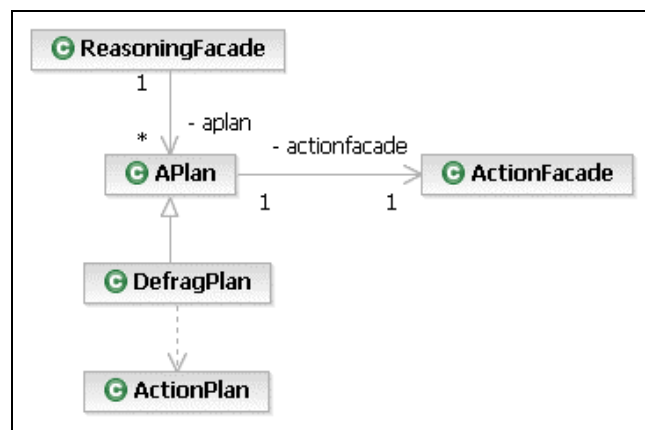 C ReasoningFacade
1
- aplan
*
- actionfacade
C APlan
C ActionFacade
1
1
C DefragPlan
C ActionPlan